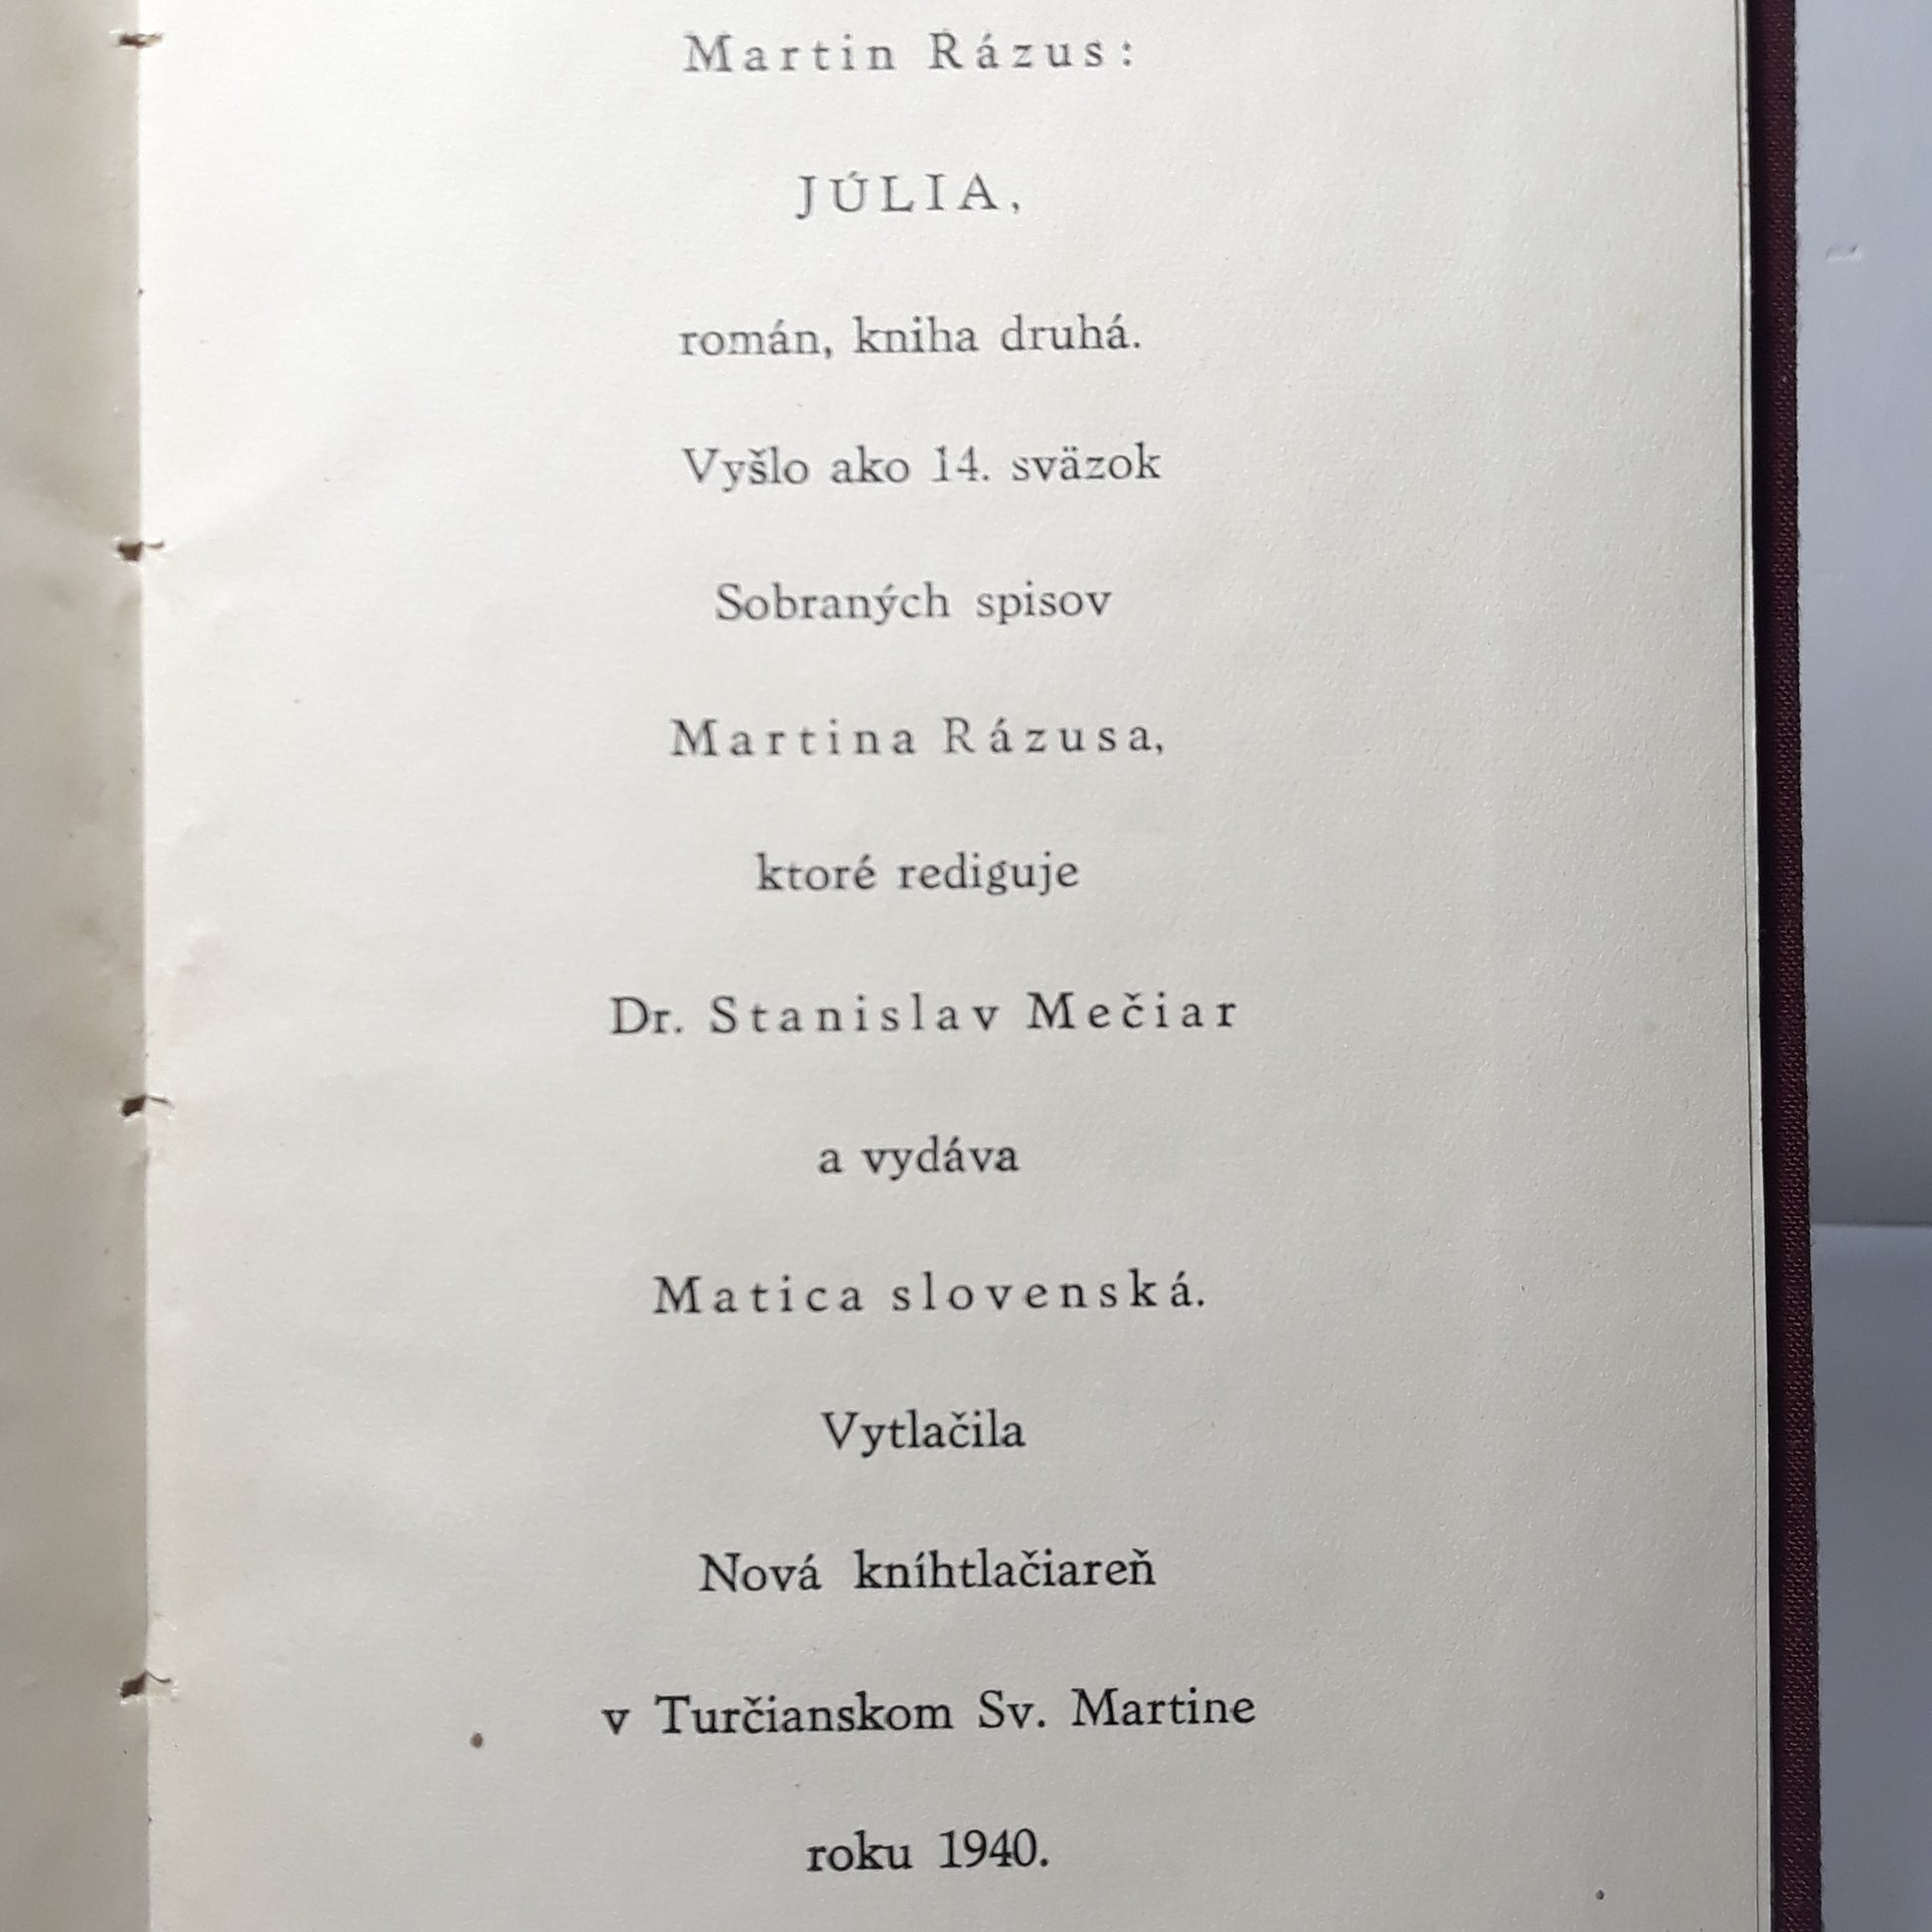 Martin Rázus:
JÚLIA,
román, kniha druhá.
Vyšlo ako 14. sväzok
Sobraných spisov
Martina Rázusa,
ktoré rediguje
Dr. Stanislav Mečiar
a vydáva
Matica slovenská.
Vytlačila
Nová kníhtlačiareň
v Turčianskom Sv. Martine
roku 1940.